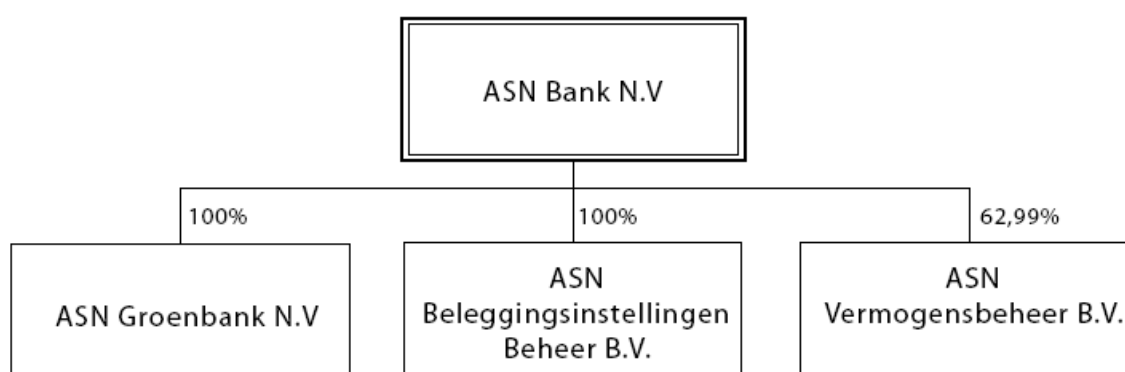 ASN Bank N.V
100%
100%
62,99%
ASN Groenbank N.V
ASN
Beleggingsinstellingen
Beheer B.V.
ASN
Vermogensbeheer B.V.